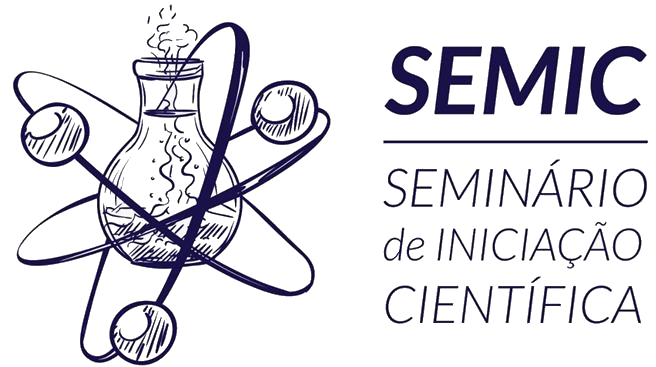 SEMIC
SEMINÁRIO
de INICIAÇÃO
CIENTÍFICA